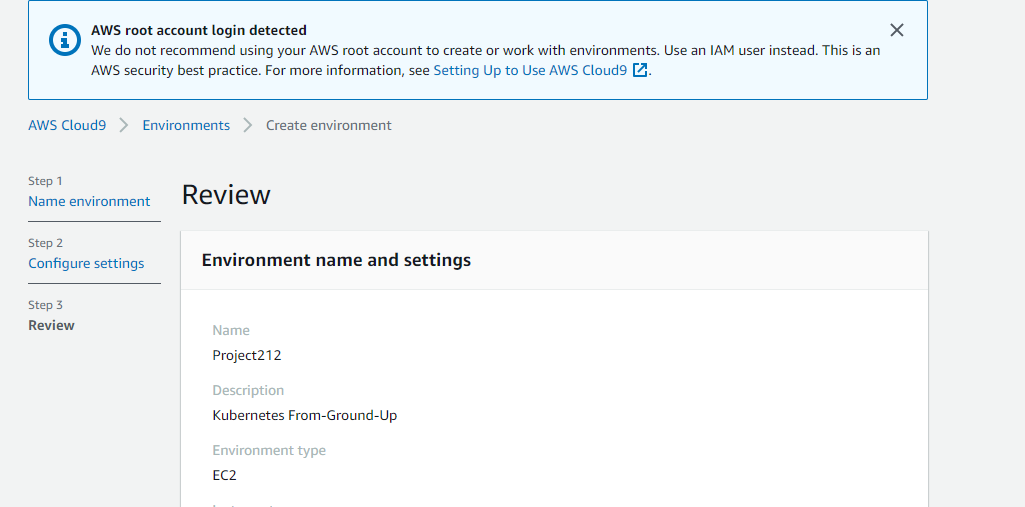 AWS root account login detected
We do not recommend using your AWS root account to create or work with environments. Use an IAM user instead. This is an
AWS security best practice. For more information, see Setting Up to Use AWS Cloud9.
AWS Cloud9 > Environments > Create environment
Step 1
Name environment
Step 2
Configure settings
Step 3
Review
Review
Environment name and settings
Name
Project212
Description
Kubernetes From-Ground-Up
Environment type
EC2